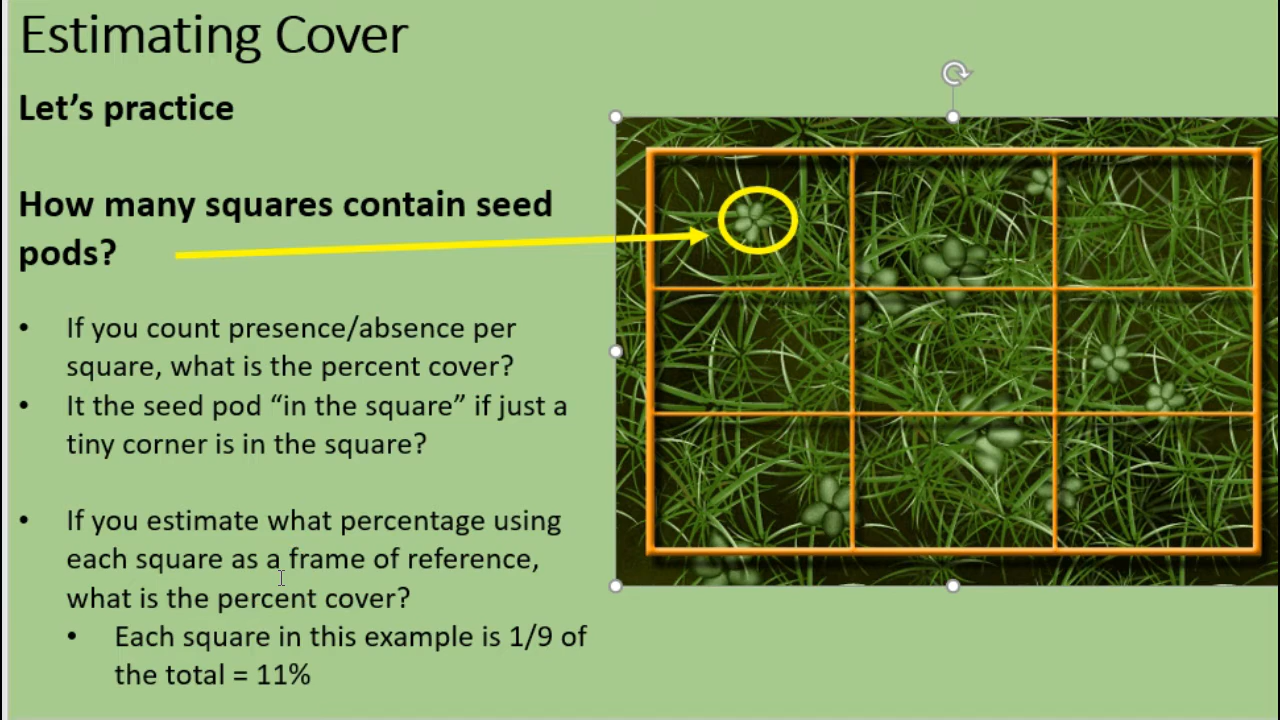 Estimating Cover
Let’s practice
How many squares contain seed
pods?
• If you count presence/absence per
square, what is the percent cover?
• It the seed pod “in the square” if just a
tiny corner is in the square?
• If you estimate what percentage using
each square as a frame of reference,
what is the percent cover?
• Each square in this example is 1/9 of
the total = 11%